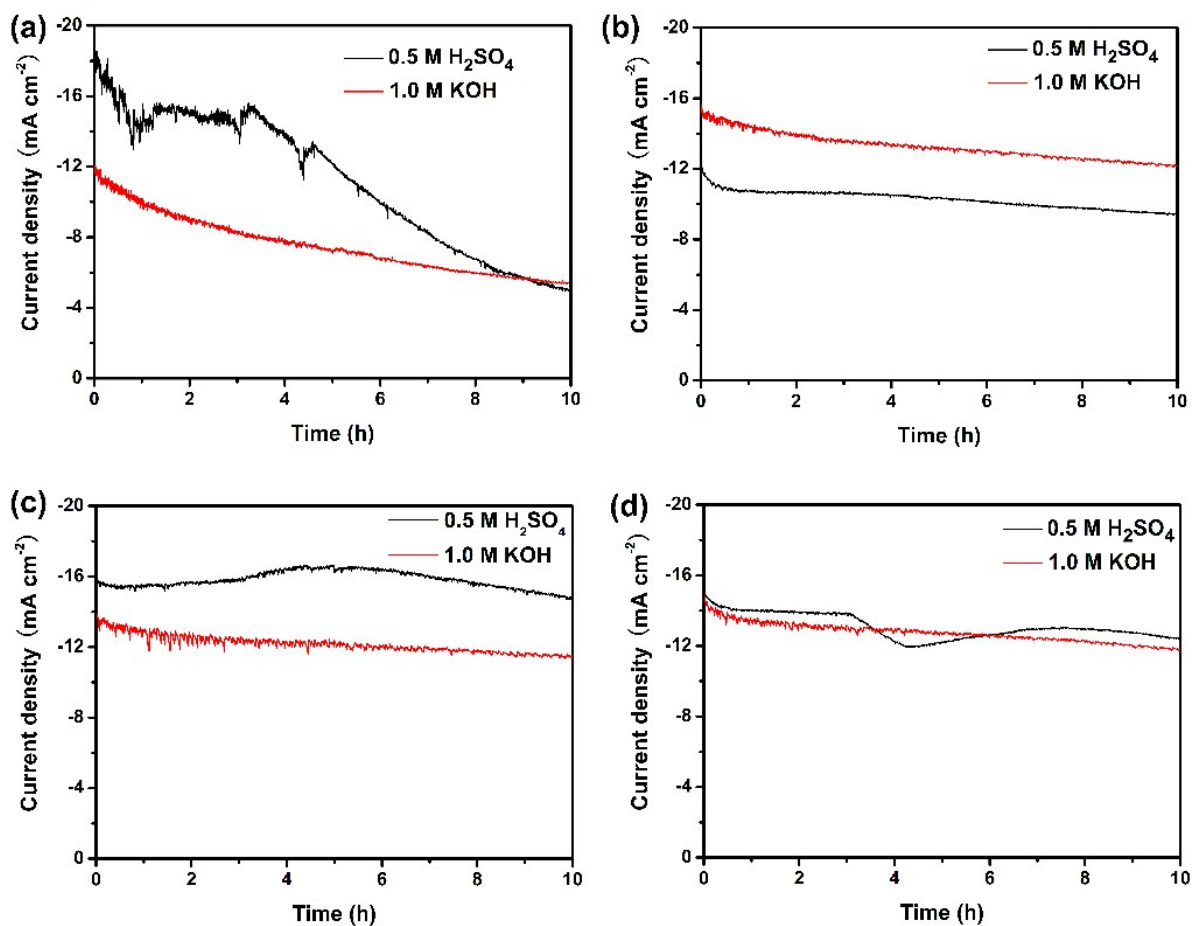 (a)
0.5 M H₂SO₄
1.0 M KOH
Current density (mA cm⁻²)
-20
-16
-12
-8
-4
0
0 2 4 6 8 10
Time (h)
(b)
0.5 M H₂SO₄
1.0 M KOH
Current density (mA cm⁻²)
-20
-16
-12
-8
-4
0
0 2 4 6 8 10
Time (h)
(c)
0.5 M H₂SO₄
1.0 M KOH
Current density (mA cm⁻²)
-20
-16
-12
-8
-4
0
0 2 4 6 8 10
Time (h)
(d)
0.5 M H₂SO₄
1.0 M KOH
Current density (mA cm⁻²)
-20
-16
-12
-8
-4
0
0 2 4 6 8 10
Time (h)